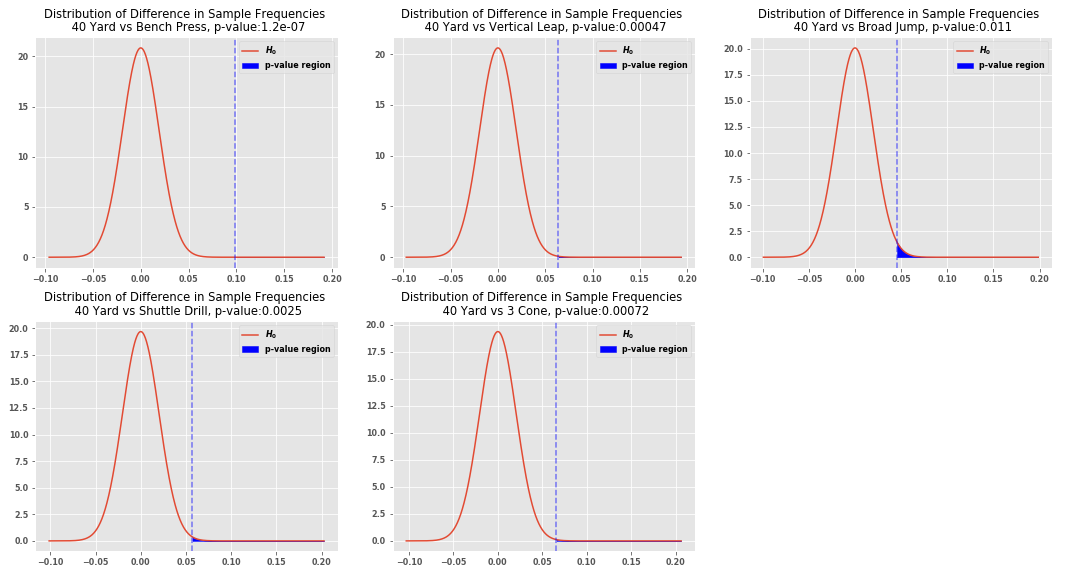 Distribution of Difference in Sample Frequencies
40 Yard vs Bench Press, p-value:1.2e-07
H₀
p-value region
20
15
10
5
0
−0.10 −0.05 0.00 0.05 0.10 0.15 0.20
Distribution of Difference in Sample Frequencies
40 Yard vs Vertical Leap, p-value:0.00047
H₀
p-value region
20
15
10
5
0
−0.10 −0.05 0.00 0.05 0.10 0.15 0.20
Distribution of Difference in Sample Frequencies
40 Yard vs Broad Jump, p-value:0.011
H₀
p-value region
20.0
17.5
15.0
12.5
10.0
7.5
5.0
2.5
0.0
−0.10 −0.05 0.00 0.05 0.10 0.15 0.20
Distribution of Difference in Sample Frequencies
40 Yard vs Shuttle Drill, p-value:0.0025
H₀
p-value region
20.0
17.5
15.0
12.5
10.0
7.5
5.0
2.5
0.0
−0.10 −0.05 0.00 0.05 0.10 0.15 0.20
Distribution of Difference in Sample Frequencies
40 Yard vs 3 Cone, p-value:0.00072
H₀
p-value region
20.0
17.5
15.0
12.5
10.0
7.5
5.0
2.5
0.0
−0.10 −0.05 0.00 0.05 0.10 0.15 0.20